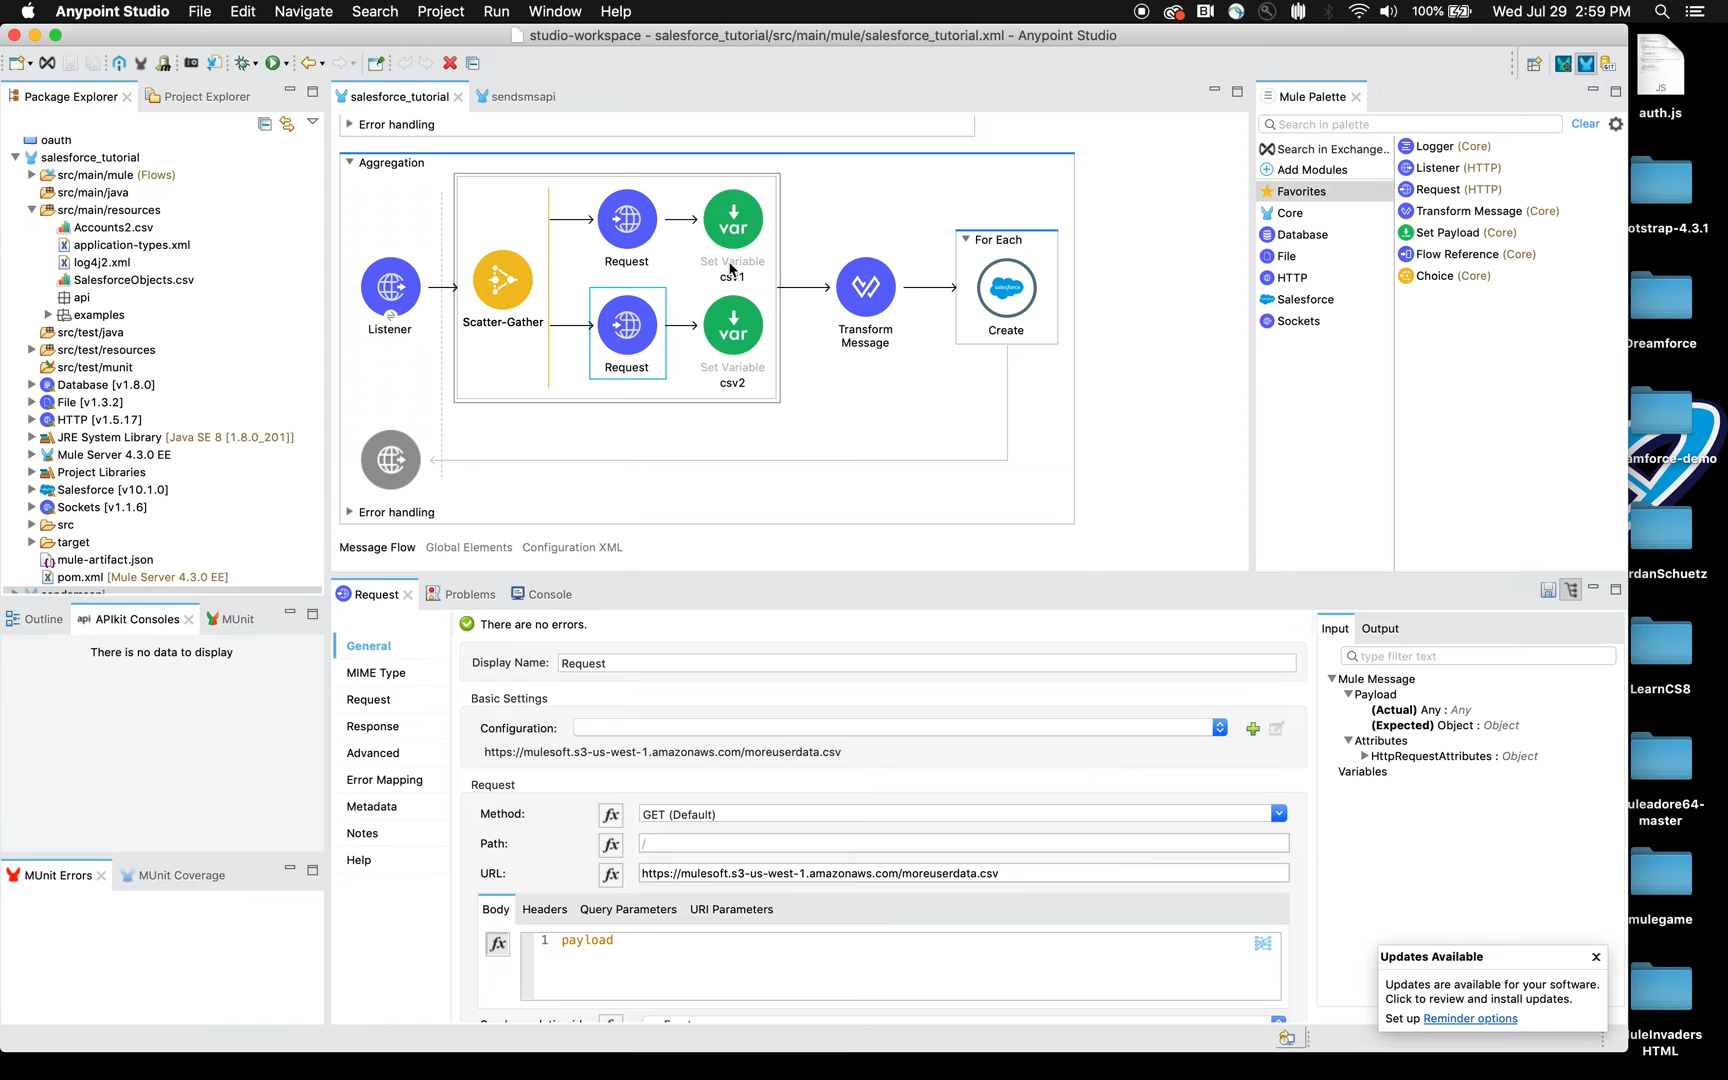 Anypoint Studio File Edit Navigate Search Project Run Window Help 100% Wed Jul 29 2:59 PM
studio-workspace - salesforce_tutorial/src/main/mule/salesforce_tutorial.xml - Anypoint Studio
Package Explorer Project Explorer
oauth
salesforce_tutorial
src/main/mule (Flows)
src/main/java
src/main/resources
Accounts2.csv
application-types.xml
log4j2.xml
SalesforceObjects.csv
api
examples
src/test/java
src/test/resources
src/test/munit
Database [v1.8.0]
File [v1.3.2]
HTTP [v1.5.17]
JRE System Library [Java SE 8 [1.8.0_201]]
Mule Server 4.3.0 EE
Project Libraries
Salesforce [v10.1.0]
Sockets [v1.1.6]
src
target
mule-artifact.json
pom.xml [Mule Server 4.3.0 EE]
Outline api APIkit Consoles MUnit
There is no data to display
MUnit Errors MUnit Coverage
salesforce_tutorial sendsmsapi
Error handling
Aggregation
Listener
Scatter-Gather
Request
var
Set Variable
csv1
Request
var
Set Variable
csv2
Transform
Message
For Each
salesforce
Create
Error handling
Message Flow Global Elements Configuration XML
Mule Palette
Search in palette Clear
Search in Exchange..
Add Modules
Favorites
Core
Database
File
HTTP
Salesforce
Sockets
Logger (Core)
Listener (HTTP)
Request (HTTP)
Transform Message (Core)
Set Payload (Core)
Flow Reference (Core)
Choice (Core)
Request Problems Console
There are no errors.
General
MIME Type
Request
Response
Advanced
Error Mapping
Metadata
Notes
Help
Display Name: Request
Basic Settings
Configuration:
https://mulesoft.s3-us-west-1.amazonaws.com/moreuserdata.csv
Request
Method: fx GET (Default)
Path: fx /
URL: fx https://mulesoft.s3-us-west-1.amazonaws.com/moreuserdata.csv
Body Headers Query Parameters URI Parameters
fx 1 payload
Input Output
type filter text
Mule Message
Payload
(Actual) Any : Any
(Expected) Object : Object
Attributes
HttpRequestAttributes : Object
Variables
Updates Available
Updates are available for your software.
Click to review and install updates.
Set up Reminder options
JS
auth.js
otstrap-4.3.1
Dreamforce
amforce-demo
rdanSchuetz
LearnCS8
uleadore64-
master
mulegame
uleInvaders
HTML